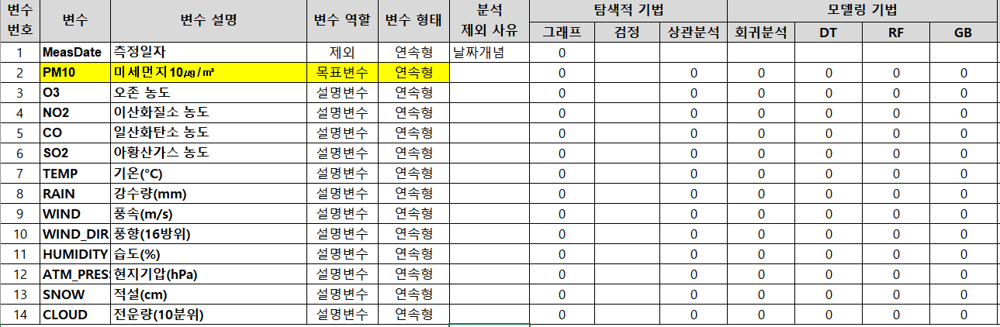 변수 번호 | 변수 | 변수 설명 | 변수 역할 | 변수 형태 | 분석 제외 사유 | 탐색적 기법 | 모델링 기법
그래프 | 검정 | 상관분석 | 회귀분석 | DT | RF | GB
1 | MeasDate | 측정일자 | 제외 | 연속형 | 날짜개념 | 0
2 | PM10 | 미세먼지10㎍/㎥ | 목표변수 | 연속형 | | 0 | | 0 | 0 | 0 | 0 | 0
3 | O3 | 오존 농도 | 설명변수 | 연속형 | | 0 | | 0 | 0 | 0 | 0 | 0
4 | NO2 | 이산화질소 농도 | 설명변수 | 연속형 | | 0 | | 0 | 0 | 0 | 0 | 0
5 | CO | 일산화탄소 농도 | 설명변수 | 연속형 | | 0 | | 0 | 0 | 0 | 0 | 0
6 | SO2 | 아황산가스 농도 | 설명변수 | 연속형 | | 0 | | 0 | 0 | 0 | 0 | 0
7 | TEMP | 기온(℃) | 설명변수 | 연속형 | | 0 | | 0 | 0 | 0 | 0 | 0
8 | RAIN | 강수량(mm) | 설명변수 | 연속형 | | 0 | | 0 | 0 | 0 | 0 | 0
9 | WIND | 풍속(m/s) | 설명변수 | 연속형 | | 0 | | 0 | 0 | 0 | 0 | 0
10 | WIND_DIR | 풍향(16방위) | 설명변수 | 연속형 | | 0 | | 0 | 0 | 0 | 0 | 0
11 | HUMIDITY | 습도(%) | 설명변수 | 연속형 | | 0 | | 0 | 0 | 0 | 0 | 0
12 | ATM_PRES | 현지기압(hPa) | 설명변수 | 연속형 | | 0 | | 0 | 0 | 0 | 0 | 0
13 | SNOW | 적설(cm) | 설명변수 | 연속형 | | 0 | | 0 | 0 | 0 | 0 | 0
14 | CLOUD | 전운량(10분위) | 설명변수 | 연속형 | | 0 | | 0 | 0 | 0 | 0 | 0